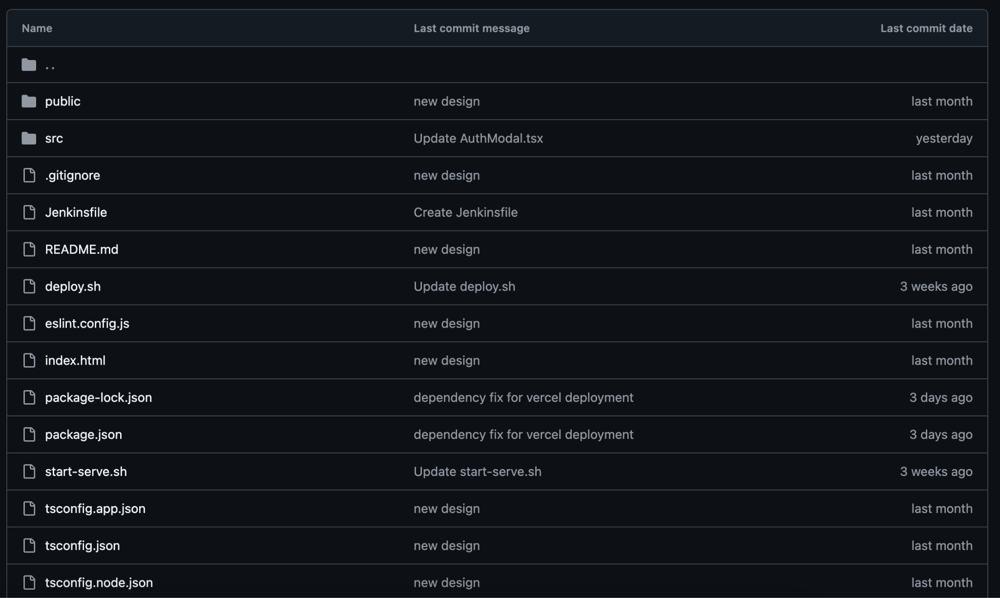 Name Last commit message Last commit date
..
public new design last month
src Update AuthModal.tsx yesterday
.gitignore new design last month
Jenkinsfile Create Jenkinsfile last month
README.md new design last month
deploy.sh Update deploy.sh 3 weeks ago
eslint.config.js new design last month
index.html new design last month
package-lock.json dependency fix for vercel deployment 3 days ago
package.json dependency fix for vercel deployment 3 days ago
start-serve.sh Update start-serve.sh 3 weeks ago
tsconfig.app.json new design last month
tsconfig.json new design last month
tsconfig.node.json new design last month